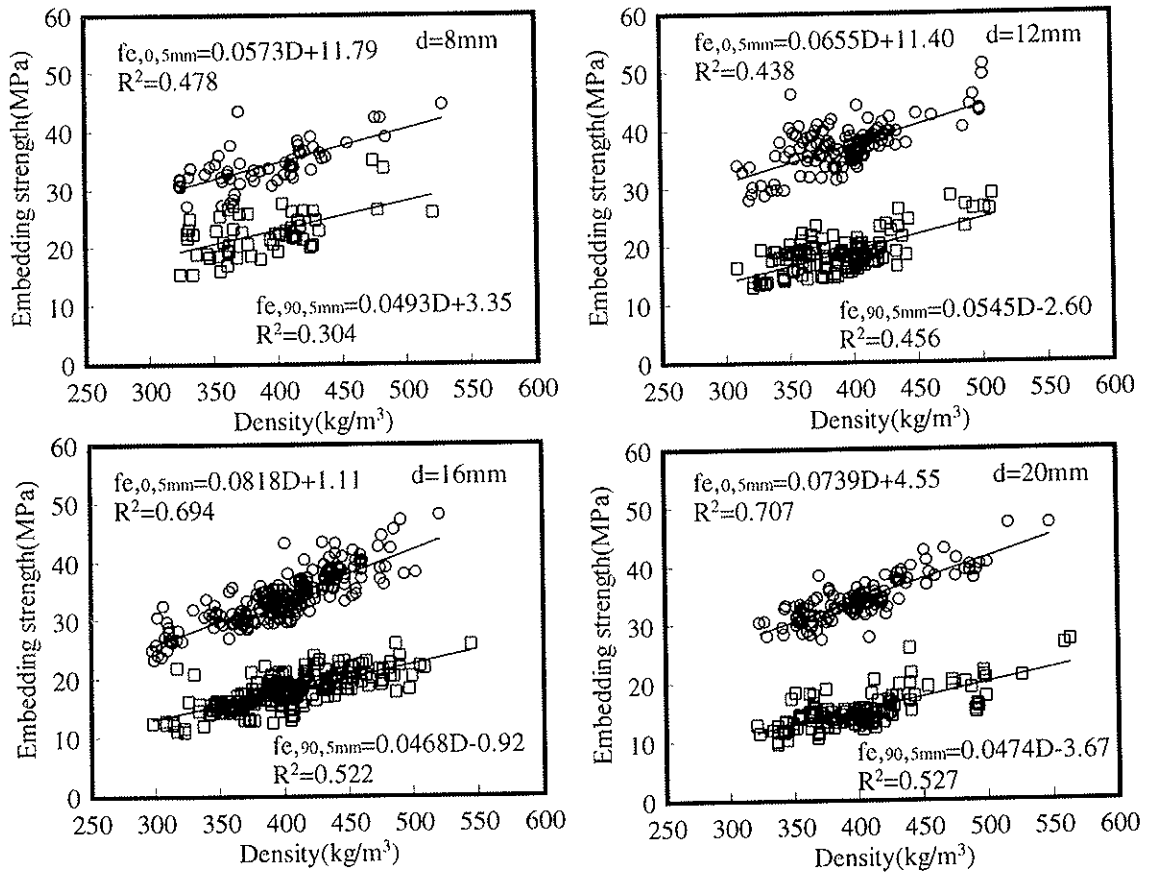 60
50
40
30
20
10
0
Embedding strength(MPa)
fe,0,5mm=0.0573D+11.79 d=8mm
R²=0.478
fe,90,5mm=0.0493D+3.35
R²=0.304
250 300 350 400 450 500 550 600
Density(kg/m³)
60
50
40
30
20
10
0
Embedding strength(MPa)
fe,0,5mm=0.0655D+11.40 d=12mm
R²=0.438
fe,90,5mm=0.0545D-2.60
R²=0.456
250 300 350 400 450 500 550 600
Density(kg/m³)
60
50
40
30
20
10
0
Embedding strength(MPa)
fe,0,5mm=0.0818D+1.11 d=16mm
R²=0.694
fe,90,5mm=0.0468D-0.92
R²=0.522
250 300 350 400 450 500 550 600
Density(kg/m³)
60
50
40
30
20
10
0
Embedding strength(MPa)
fe,0,5mm=0.0739D+4.55 d=20mm
R²=0.707
fe,90,5mm=0.0474D-3.67
R²=0.527
250 300 350 400 450 500 550 600
Density(kg/m³)